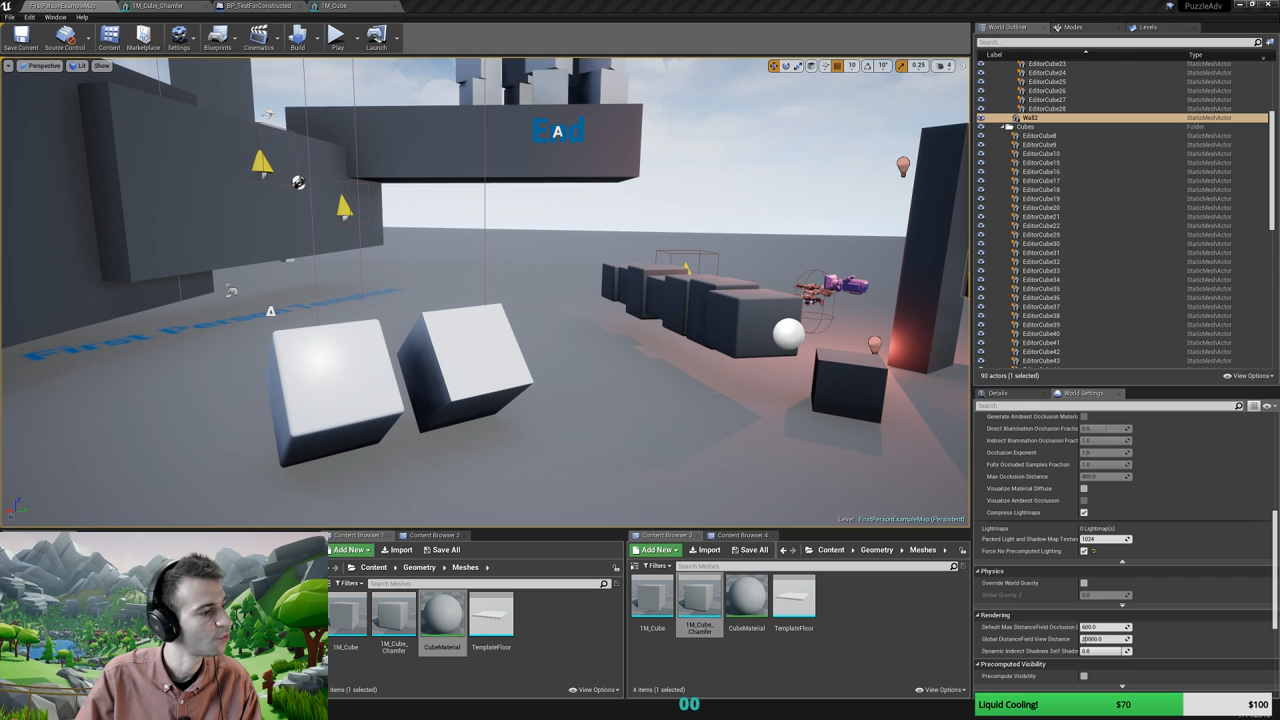 FirstPersonExampleMap
1M_Cube_Chamfer
BP_TestForConstructed
1M_Cube
PuzzleAdv
File
Edit
Window
Help
Save Current
Source Control
Content
Marketplace
Settings
Blueprints
Cinematics
Build
Play
Launch
Perspective
Lit
Show
10
10°
0.25
4
End
Level: FirstPersonExampleMap (Persistent)
World Outliner
Modes
Levels
Search...
Label
Type
EditorCube23 StaticMeshActor
EditorCube24 StaticMeshActor
EditorCube25 StaticMeshActor
EditorCube26 StaticMeshActor
EditorCube27 StaticMeshActor
EditorCube28 StaticMeshActor
Wall2 StaticMeshActor
Cubes Folder
EditorCube8 StaticMeshActor
EditorCube9 StaticMeshActor
EditorCube10 StaticMeshActor
EditorCube15 StaticMeshActor
EditorCube16 StaticMeshActor
EditorCube17 StaticMeshActor
EditorCube18 StaticMeshActor
EditorCube19 StaticMeshActor
EditorCube20 StaticMeshActor
EditorCube21 StaticMeshActor
EditorCube22 StaticMeshActor
EditorCube29 StaticMeshActor
EditorCube30 StaticMeshActor
EditorCube31 StaticMeshActor
EditorCube32 StaticMeshActor
EditorCube33 StaticMeshActor
EditorCube34 StaticMeshActor
EditorCube35 StaticMeshActor
EditorCube36 StaticMeshActor
EditorCube37 StaticMeshActor
EditorCube38 StaticMeshActor
EditorCube39 StaticMeshActor
EditorCube40 StaticMeshActor
EditorCube41 StaticMeshActor
EditorCube42 StaticMeshActor
EditorCube43 StaticMeshActor
90 actors (1 selected)
View Options
Details
World Settings
Search
Generate Ambient Occlusion Materi
Direct Illumination Occlusion Fractic 0.5
Indirect Illumination Occlusion Fract 1.0
Occlusion Exponent 1.0
Fully Occluded Samples Fraction 1.0
Max Occlusion Distance
Visualize Material Diffuse
Visualize Ambient Occlusion
Compress Lightmaps
Lightmaps 0 Lightmap(s)
Packed Light and Shadow Map Textur 1024
Force No Precomputed Lighting
Physics
Override World Gravity
Global Gravity Z 0.0
Rendering
Default Max DistanceField Occlusion D 600.0
Global DistanceField View Distance 20000.0
Dynamic Indirect Shadows Self Shado 0.8
Precomputed Visibility
Precompute Visibility
Content Browser 1
Content Browser 2
Add New
Import
Save All
Content
Geometry
Meshes
Filters
Search Meshes
1M_Cube
1M_Cube_
Chamfer
CubeMaterial
TemplateFloor
items (1 selected)
View Options
Content Browser 3
Content Browser 4
Add New
Import
Save All
Content
Geometry
Meshes
Filters
Search Meshes
1M_Cube
1M_Cube_
Chamfer
CubeMaterial
TemplateFloor
4 items (1 selected)
View Options
00
Liquid Cooling!
$70
$100